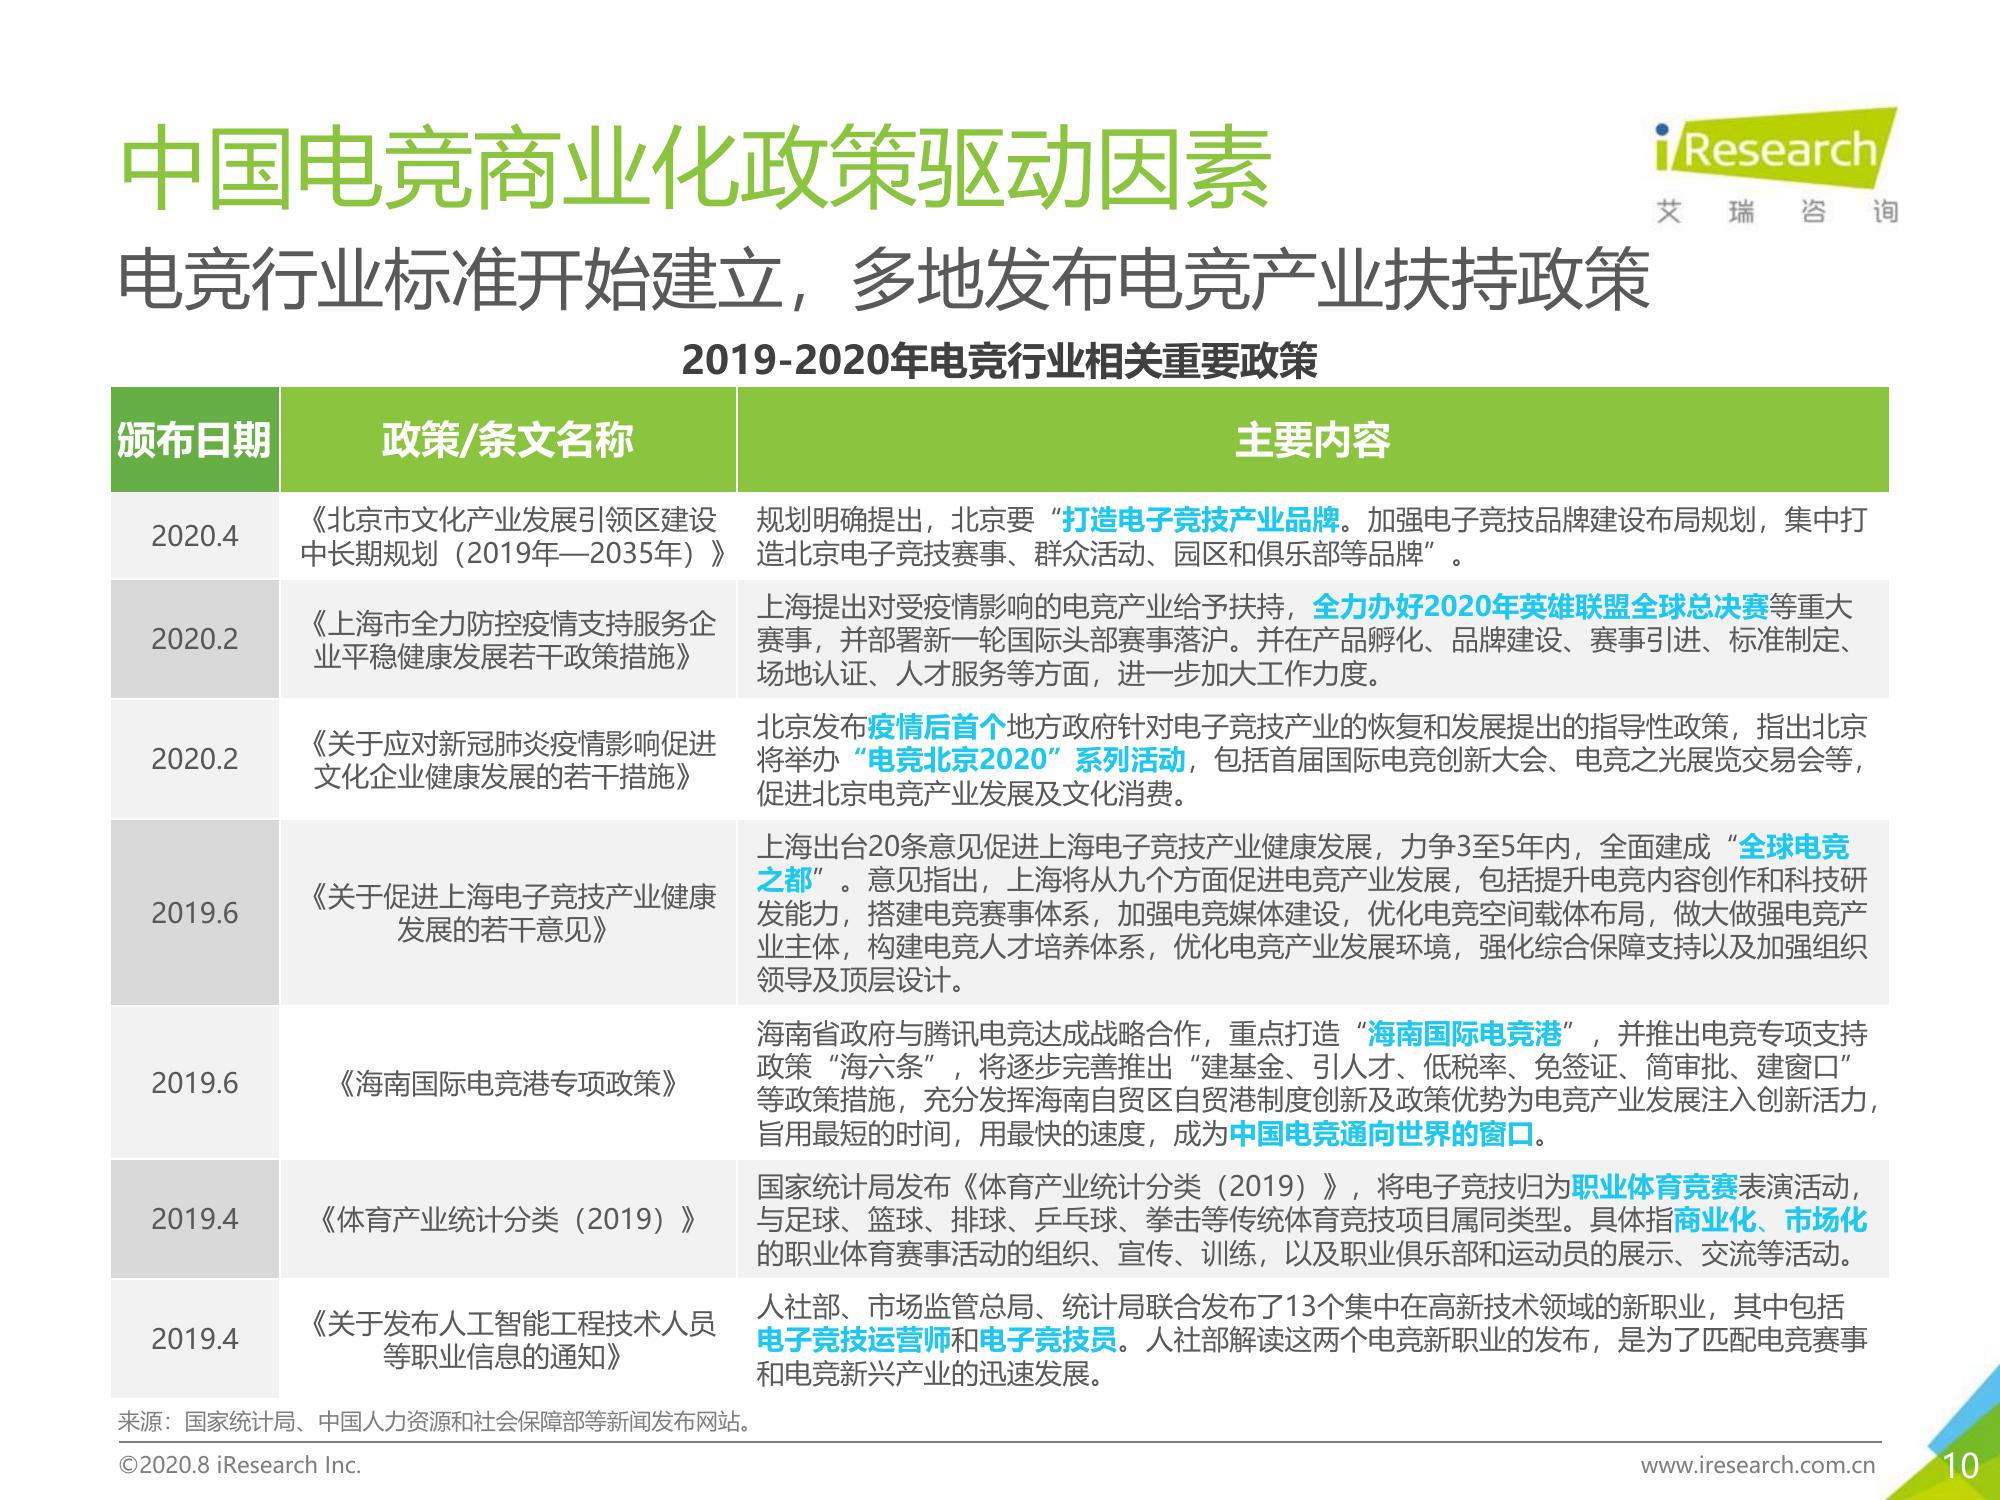 中国电竞商业化政策驱动因素
iResearch
艾瑞咨询
电竞行业标准开始建立，多地发布电竞产业扶持政策
2019-2020年电竞行业相关重要政策
颁布日期
政策/条文名称
主要内容
2020.4
《北京市文化产业发展引领区建设
中长期规划（2019年—2035年）》
规划明确提出，北京要“打造电子竞技产业品牌。加强电子竞技品牌建设布局规划，集中打
造北京电子竞技赛事、群众活动、园区和俱乐部等品牌”。
2020.2
《上海市全力防控疫情支持服务企
业平稳健康发展若干政策措施》
上海提出对受疫情影响的电竞产业给予扶持，全力办好2020年英雄联盟全球总决赛等重大
赛事，并部署新一轮国际头部赛事落沪。并在产品孵化、品牌建设、赛事引进、标准制定、
场地认证、人才服务等方面，进一步加大工作力度。
2020.2
《关于应对新冠肺炎疫情影响促进
文化企业健康发展的若干措施》
北京发布疫情后首个地方政府针对电子竞技产业的恢复和发展提出的指导性政策，指出北京
将举办“电竞北京2020”系列活动，包括首届国际电竞创新大会、电竞之光展览交易会等，
促进北京电竞产业发展及文化消费。
2019.6
《关于促进上海电子竞技产业健康
发展的若干意见》
上海出台20条意见促进上海电子竞技产业健康发展，力争3至5年内，全面建成“全球电竞
之都”。意见指出，上海将从九个方面促进电竞产业发展，包括提升电竞内容创作和科技研
发能力，搭建电竞赛事体系，加强电竞媒体建设，优化电竞空间载体布局，做大做强电竞产
业主体，构建电竞人才培养体系，优化电竞产业发展环境，强化综合保障支持以及加强组织
领导及顶层设计。
2019.6
《海南国际电竞港专项政策》
海南省政府与腾讯电竞达成战略合作，重点打造“海南国际电竞港”，并推出电竞专项支持
政策“海六条”，将逐步完善推出“建基金、引人才、低税率、免签证、简审批、建窗口”
等政策措施，充分发挥海南自贸区自贸港制度创新及政策优势为电竞产业发展注入创新活力，
旨用最短的时间，用最快的速度，成为中国电竞通向世界的窗口。
2019.4
《体育产业统计分类（2019）》
国家统计局发布《体育产业统计分类（2019）》，将电子竞技归为职业体育竞赛表演活动，
与足球、篮球、排球、乒乓球、拳击等传统体育竞技项目属同类型。具体指商业化、市场化
的职业体育赛事活动的组织、宣传、训练，以及职业俱乐部和运动员的展示、交流等活动。
2019.4
《关于发布人工智能工程技术人员
等职业信息的通知》
人社部、市场监管总局、统计局联合发布了13个集中在高新技术领域的新职业，其中包括
电子竞技运营师和电子竞技员。人社部解读这两个电竞新职业的发布，是为了匹配电竞赛事
和电竞新兴产业的迅速发展。
来源：国家统计局、中国人力资源和社会保障部等新闻发布网站。
©2020.8 iResearch Inc.
www.iresearch.com.cn
10